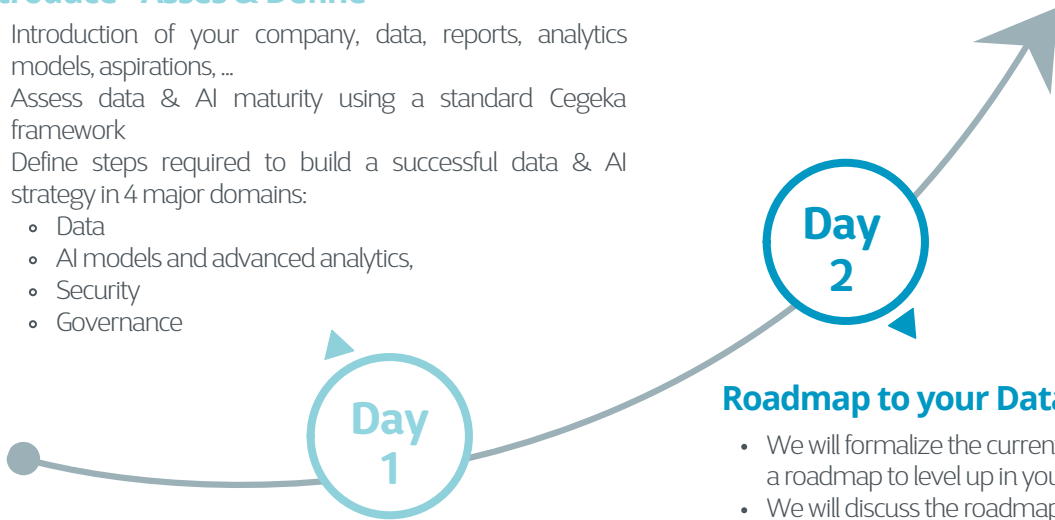 Introduction of your company, data, reports, analytics
models, aspirations, ...
Assess data & AI maturity using a standard Cegeka
framework
Define steps required to build a successful data & AI
strategy in 4 major domains:
Data
AI models and advanced analytics,
Security
Governance
Day
1
Day
2
Roadmap to your
We will formalize the
a roadmap to level up in
We will discuss the roadmap